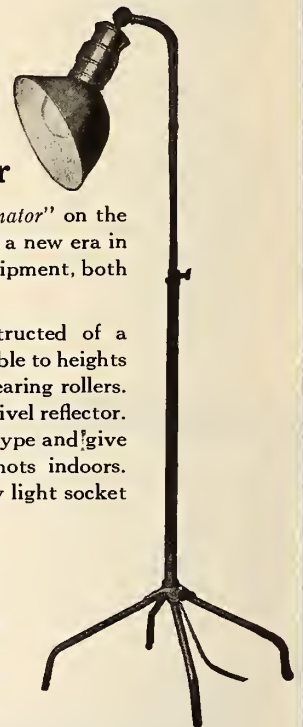 r
nator" on the
a new era in
ipment, both
tructed of a
ble to heights
earing rollers.
ivel reflector.
ype and give
nots indoors.
y light socket